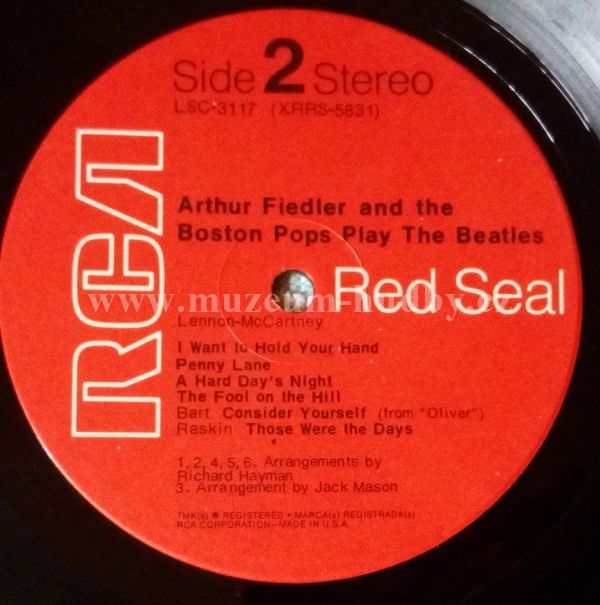 Side 2 Stereo
LSC-3117 (XRRS-5831)
RCA
Arthur Fiedler and the
Boston Pops Play The Beatles
Red Seal
www.muzeum-hudby.cz
Lennon-McCartney
I Want to Hold Your Hand
Penny Lane
A Hard Day's Night
The Fool on the Hill
Bart Consider Yourself (from "Oliver")
Raskin Those Were the Days
1, 2, 4, 5, 6. Arrangements by
Richard Hayman
3. Arrangement by Jack Mason
TMK(s) ® REGISTERED • MARCA(s) REGISTRADA(s)
RCA CORPORATION—MADE IN U.S.A.